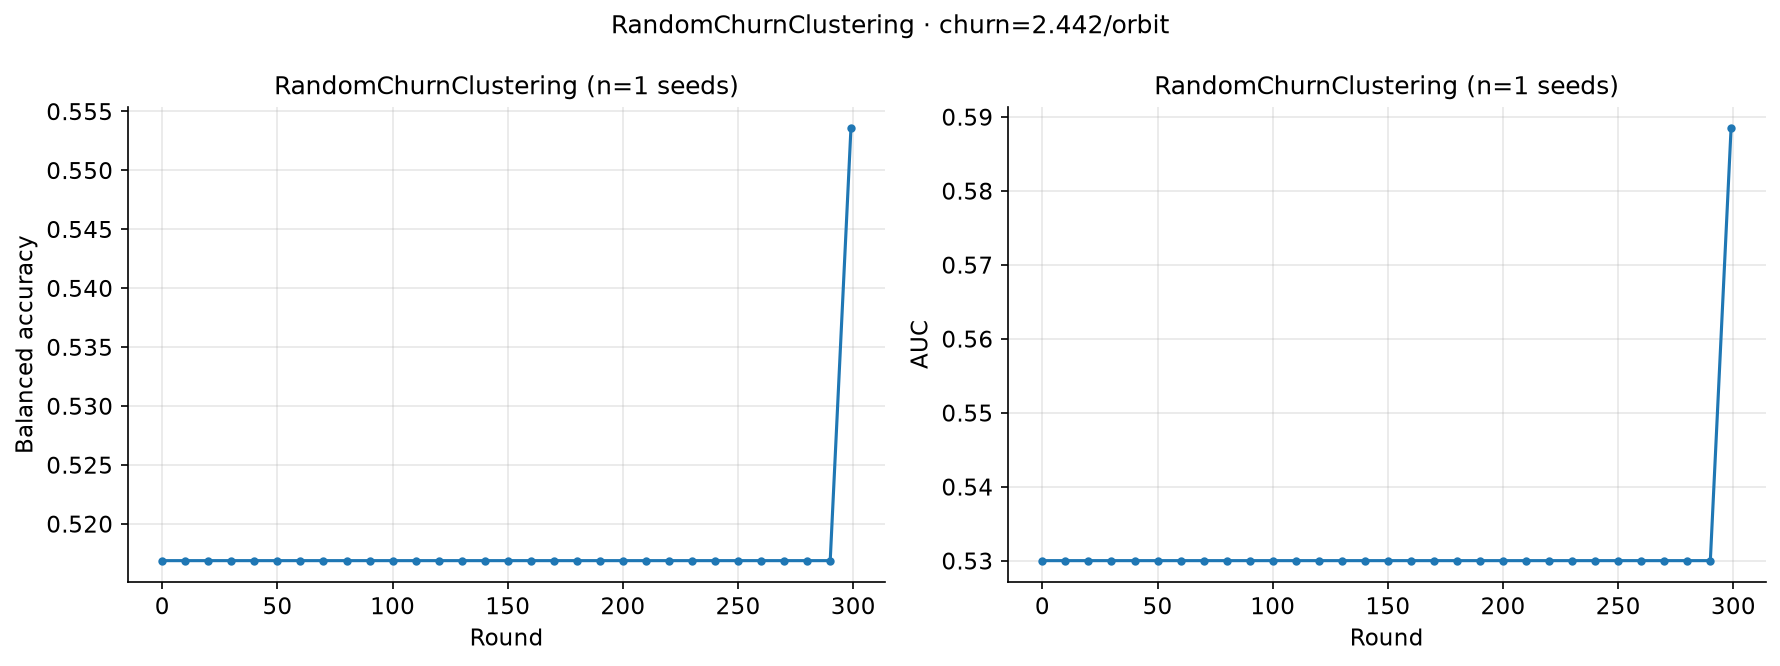 RandomChurnClustering · churn=2.442/orbit
RandomChurnClustering (n=1 seeds)
Balanced accuracy
0.555
0.550
0.545
0.540
0.535
0.530
0.525
0.520
0 50 100 150 200 250 300
Round
RandomChurnClustering (n=1 seeds)
AUC
0.59
0.58
0.57
0.56
0.55
0.54
0.53
0 50 100 150 200 250 300
Round